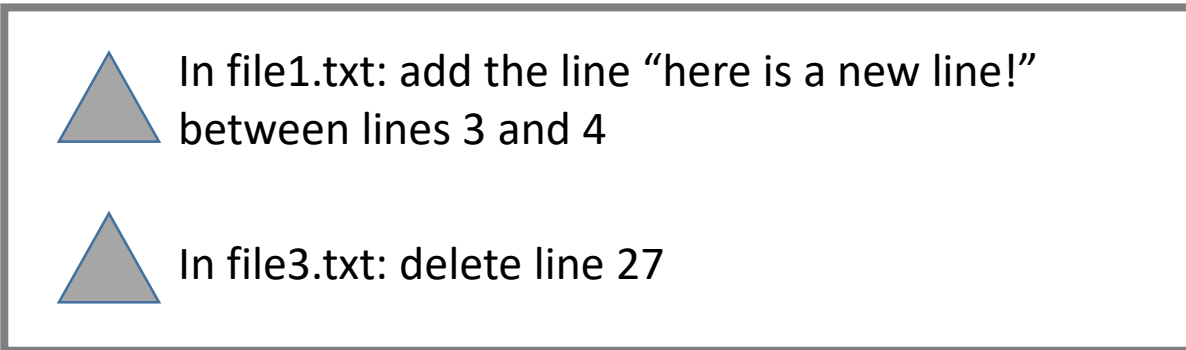 In file1.txt: add the line “here is a new line!”
between lines 3 and 4
In file3.txt: delete line 27